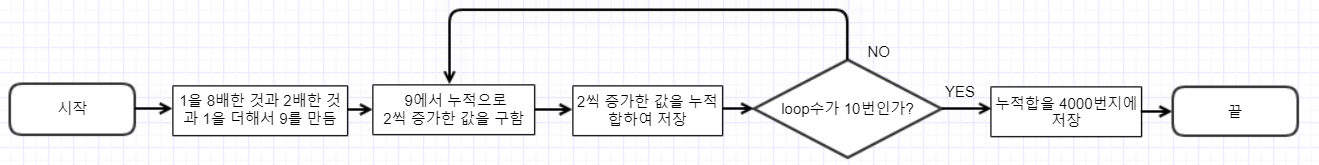 시작
1을 8배한 것과 2배한 것
과 1을 더해서 9를 만듬
9에서 누적으로
2씩 증가한 값을 구함
2씩 증가한 값을 누적
합하여 저장
loop수가 10번인가?
NO
YES
누적합을 4000번지에
저장
끝